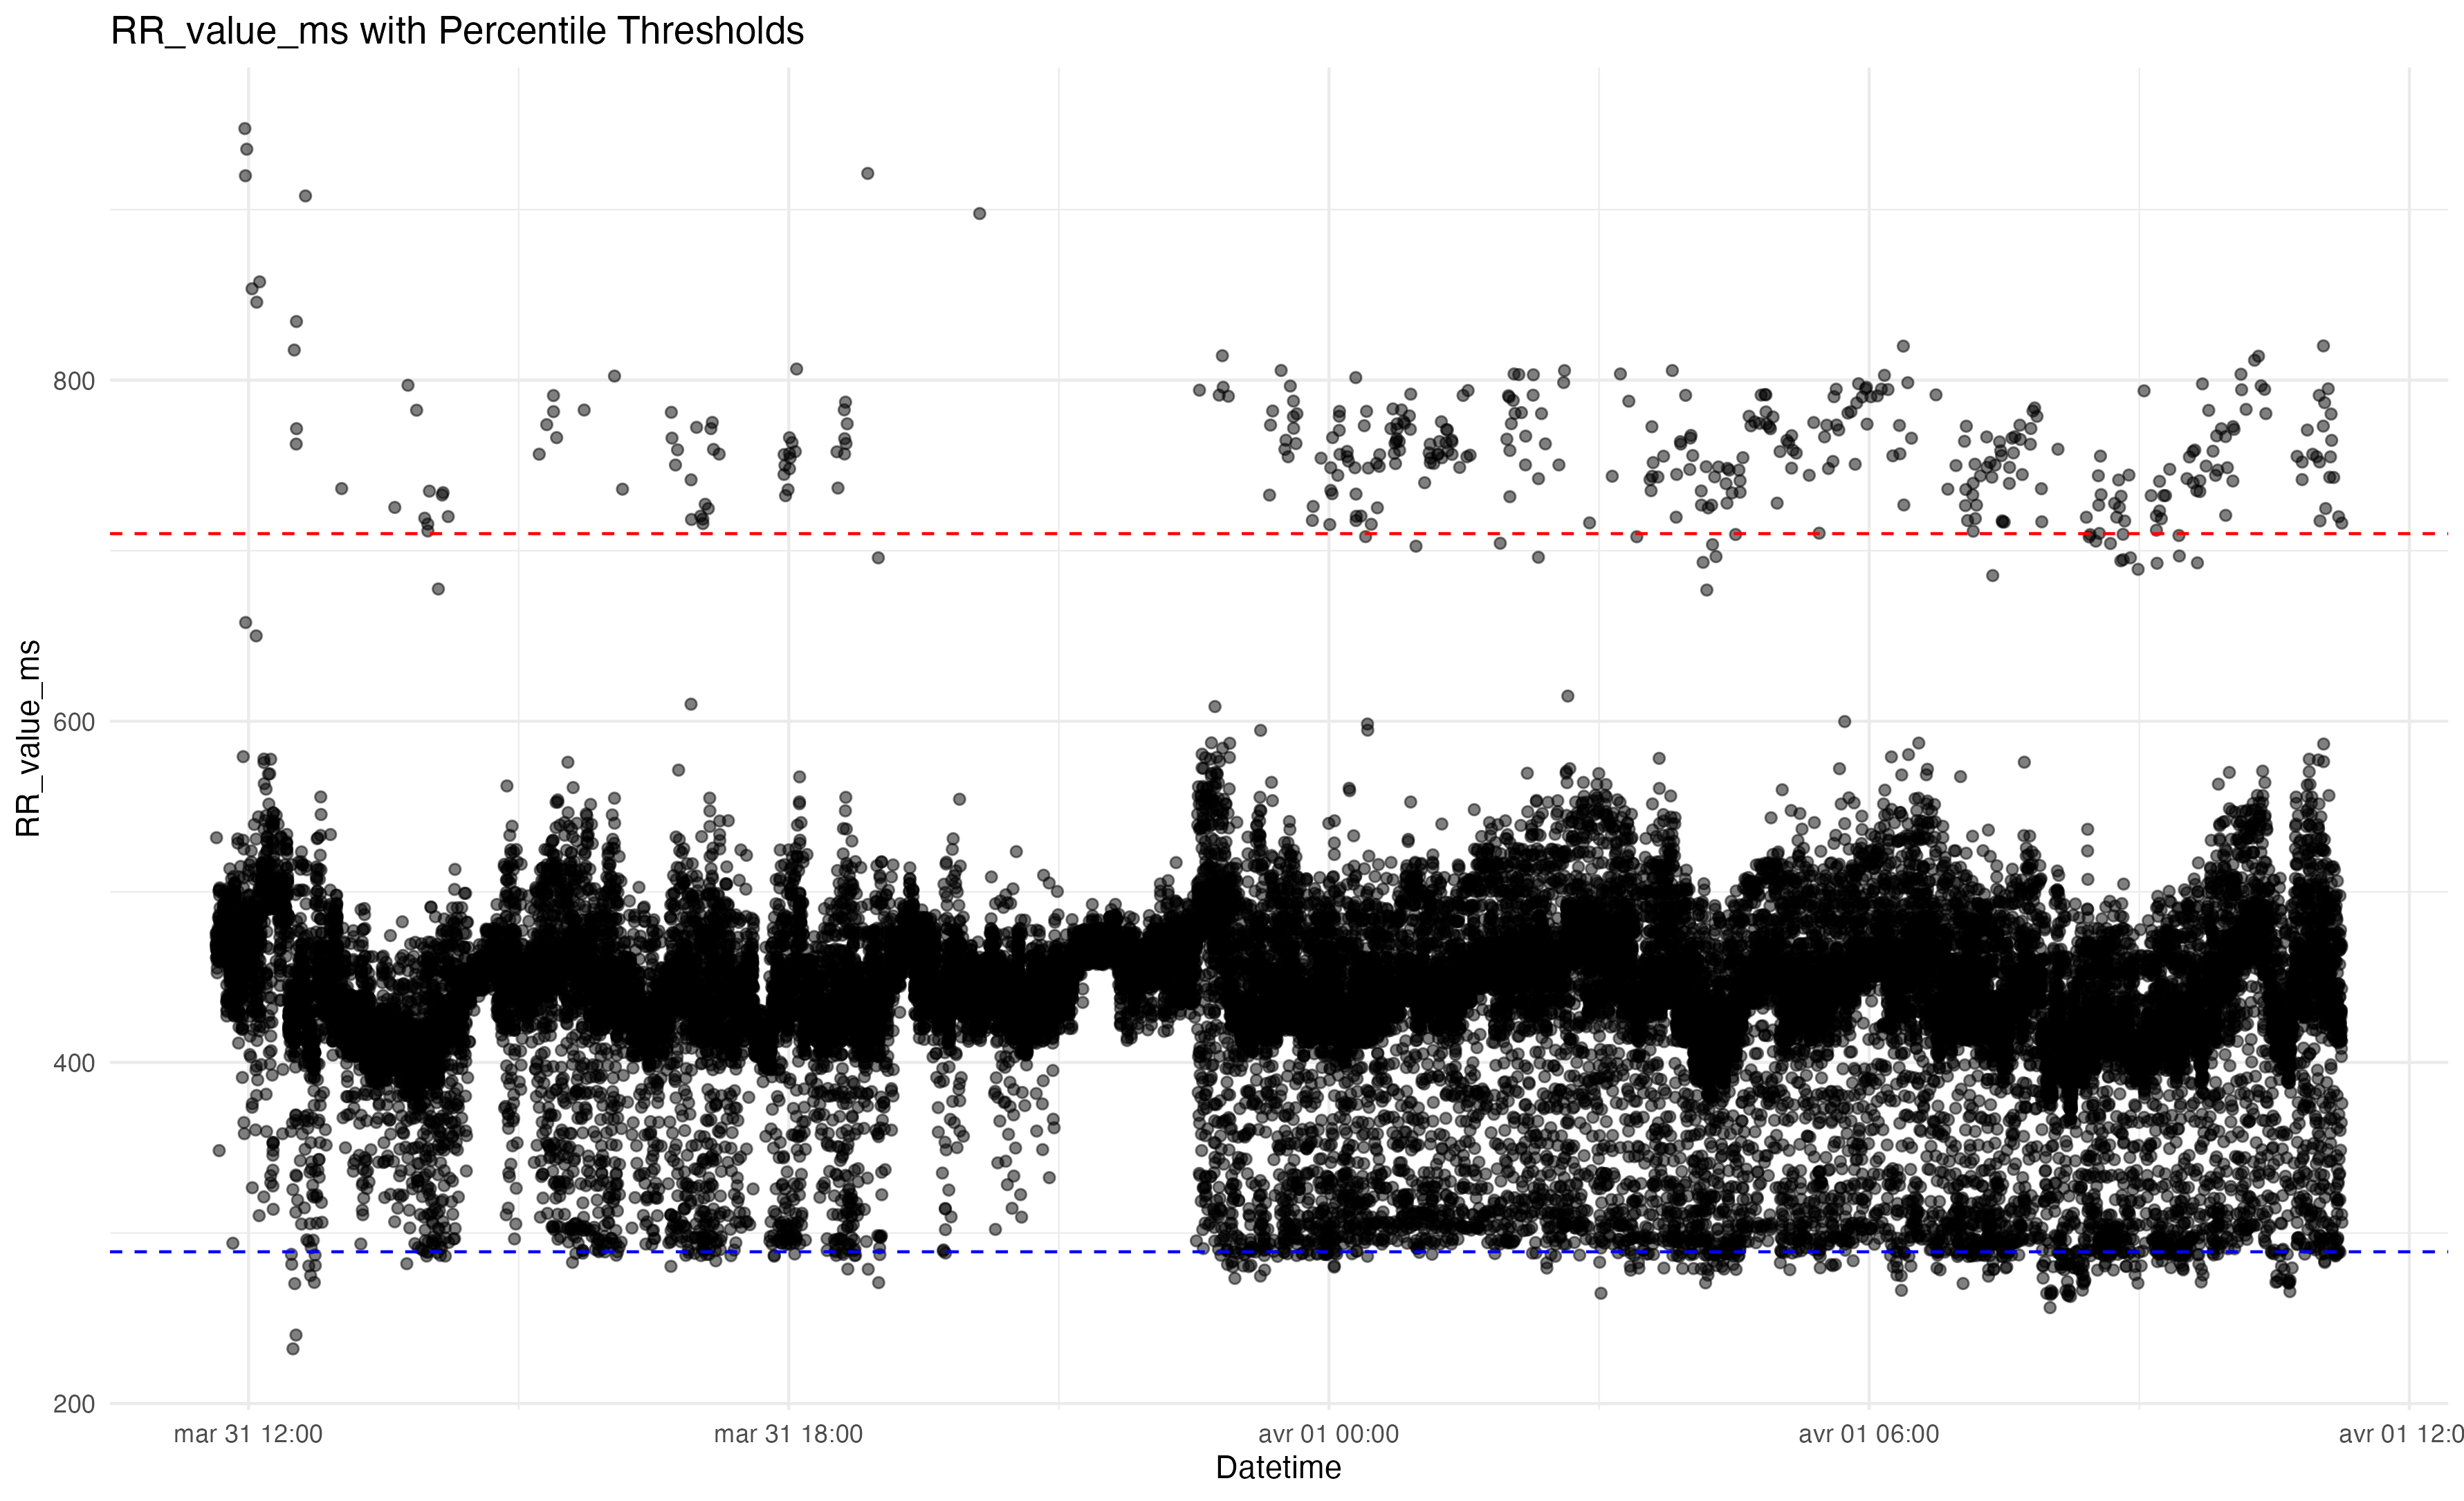 RR_value_ms with Percentile Thresholds
RR_value_ms
800
600
400
200
mar 31 12:00
mar 31 18:00
avr 01 00:00
avr 01 06:00
avr 01 12:0
Datetime